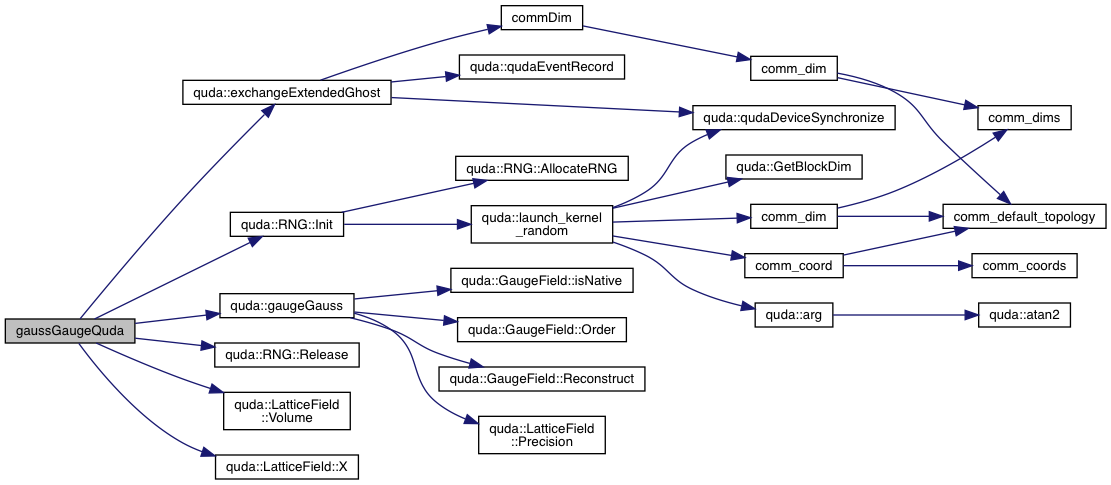 commDim
quda::qudaEventRecord
comm_dim
quda::exchangeExtendedGhost
quda::qudaDeviceSynchronize
comm_dims
quda::RNG::AllocateRNG
quda::GetBlockDim
quda::RNG::Init
quda::launch_kernel
_random
comm_dim
comm_default_topology
comm_coord
comm_coords
quda::GaugeField::isNative
quda::gaugeGauss
quda::arg
quda::atan2
gaussGaugeQuda
quda::GaugeField::Order
quda::RNG::Release
quda::GaugeField::Reconstruct
quda::LatticeField
::Volume
quda::LatticeField
::Precision
quda::LatticeField::X